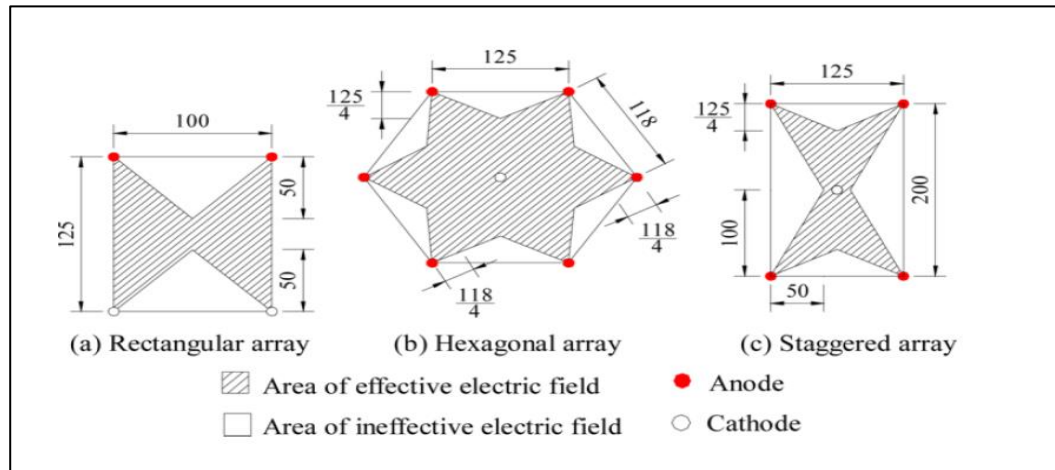 100
125
50
50
(a) Rectangular array
125
125
4
118
118
4
118
4
(b) Hexagonal array
125
125
4
200
100
50
(c) Staggered array
Area of effective electric field
Anode
Area of ineffective electric field
Cathode